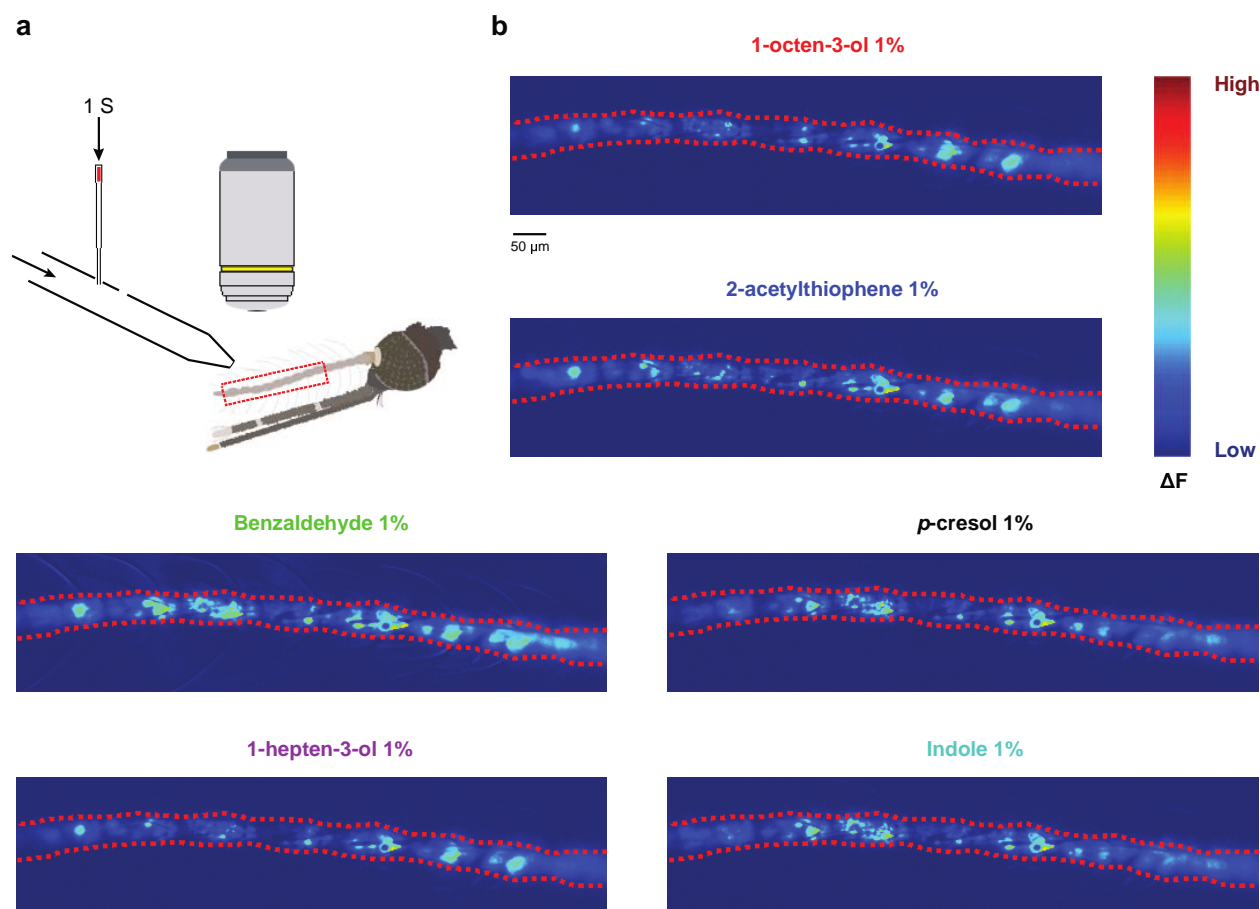 a
b
1-octen-3-ol 1%
1 S
High
50 µm
2-acetylthiophene 1%
Low
ΔF
Benzaldehyde 1%
p-cresol 1%
1-hepten-3-ol 1%
Indole 1%